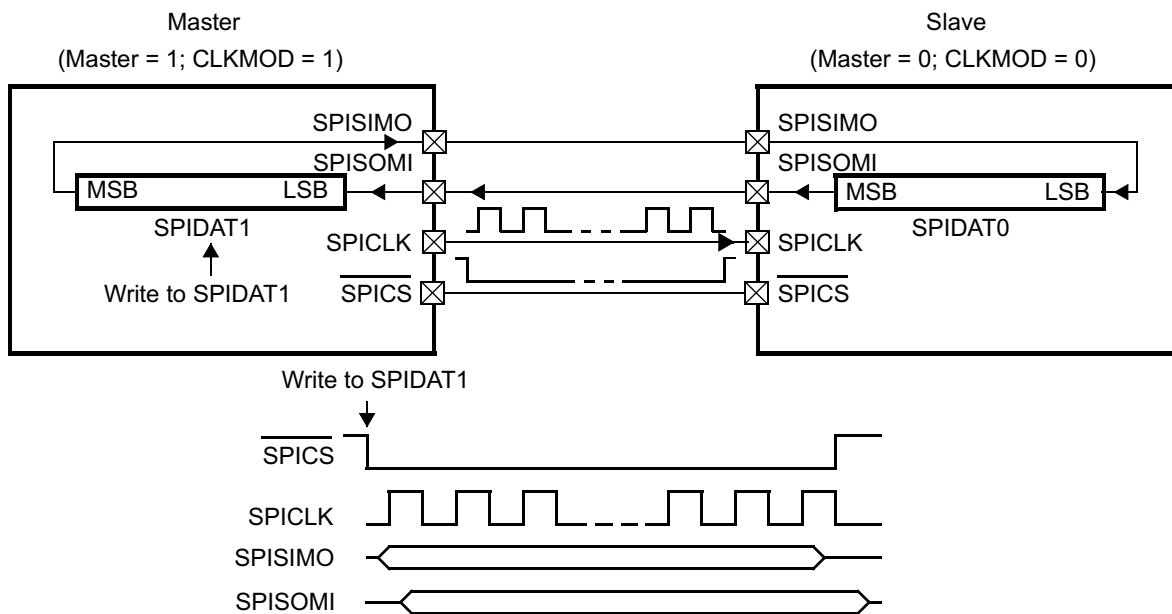 Master
(Master = 1; CLKMOD = 1)
Slave
(Master = 0; CLKMOD = 0)
SPISIMO
SPISIMO
SPISOMI
SPISOMI
MSB LSB
MSB LSB
SPIDAT1
SPIDAT0
SPICLK
SPICLK
Write to SPIDAT1
SPICS
SPICS
Write to SPIDAT1
SPICS
SPICLK
SPISIMO
SPISOMI